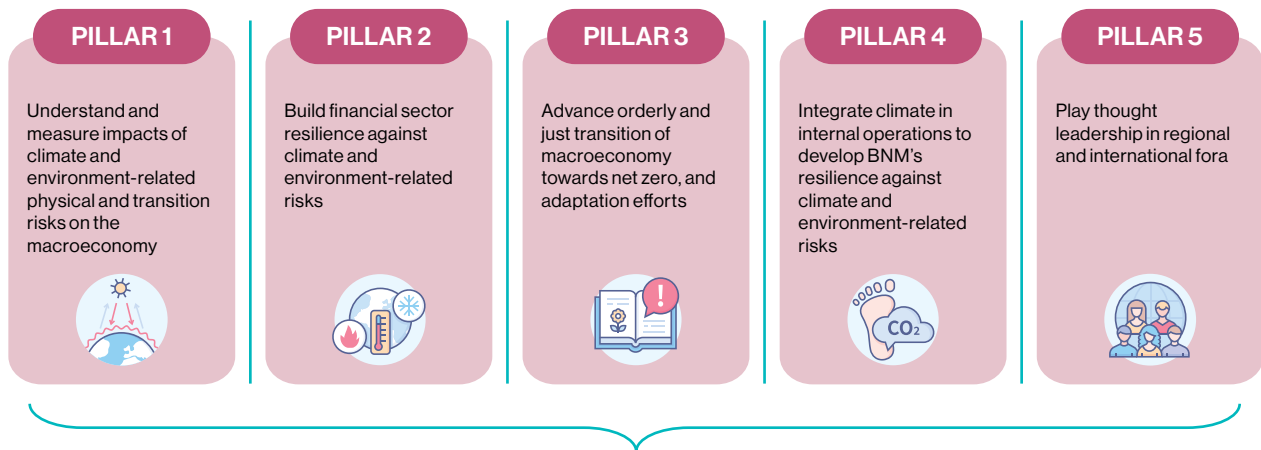 PILLAR 1
Understand and
measure impacts of
climate and
environment-related
physical and transition
risks on the
macroeconomy
PILLAR 2
Build financial sector
resilience against
climate and
environment-related
risks
PILLAR 3
Advance orderly and
just transition of
macroeconomy
towards net zero, and
adaptation efforts
!
PILLAR 4
Integrate climate in
internal operations to
develop BNM’s
resilience against
climate and
environment-related
risks
CO₂
PILLAR 5
Play thought
leadership in regional
and international fora